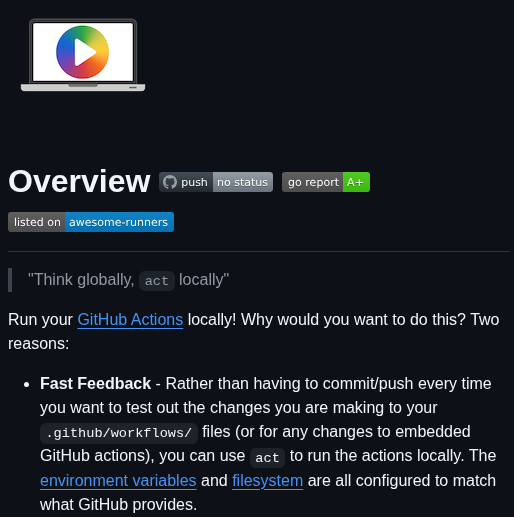 Overview push no status go report A+
listed on awesome-runners
"Think globally, act locally"
Run your GitHub Actions locally! Why would you want to do this? Two
reasons:
• Fast Feedback - Rather than having to commit/push every time
you want to test out the changes you are making to your
.github/workflows/ files (or for any changes to embedded
GitHub actions), you can use act to run the actions locally. The
environment variables and filesystem are all configured to match
what GitHub provides.